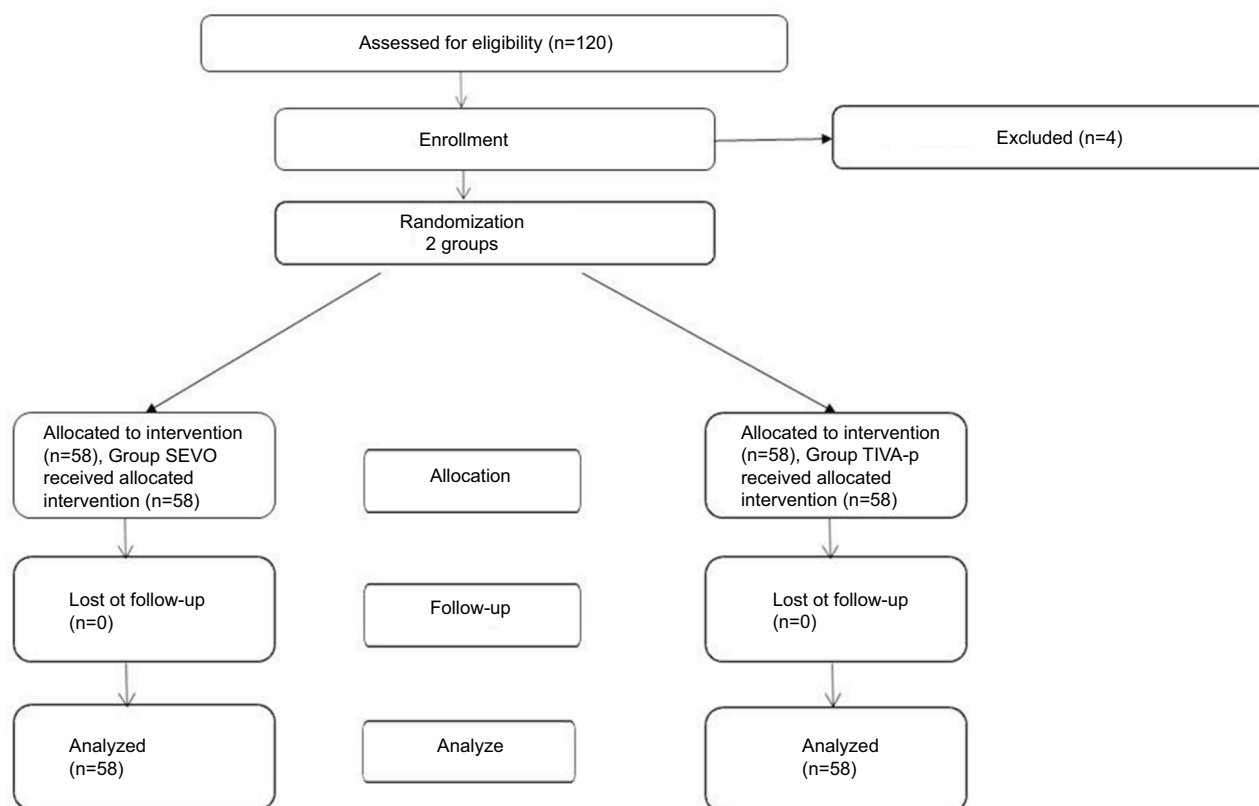 Assessed for eligibility (n=120)
Enrollment
Excluded (n=4)
Randomization
2 groups
Allocated to intervention
(n=58), Group SEVO
received allocated
intervention (n=58)
Allocation
Allocated to intervention
(n=58), Group TIVA-p
received allocated
intervention (n=58)
Lost ot follow-up
(n=0)
Follow-up
Lost ot follow-up
(n=0)
Analyzed
(n=58)
Analyze
Analyzed
(n=58)